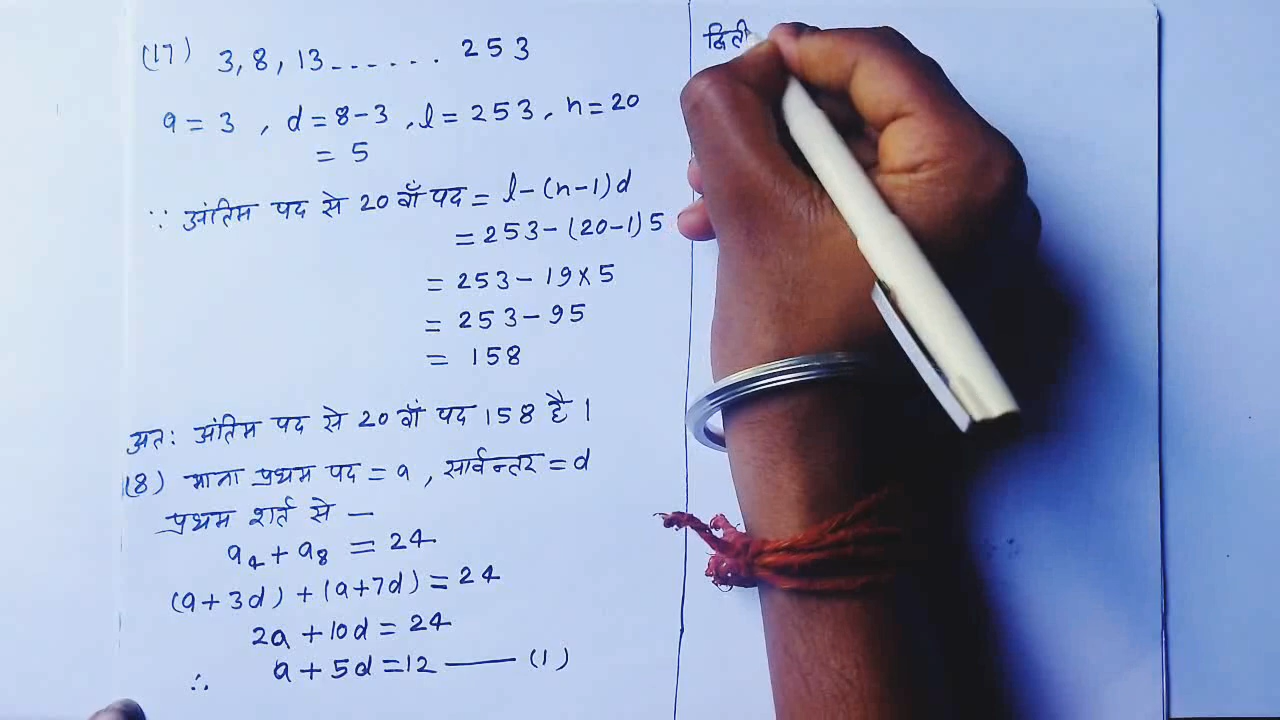 (17) 3, 8, 13 - - - - - . . 253
a = 3 , d = 8-3 , l = 253, n = 20
= 5
∵ अंतिम पद से 20 वाँ पद = l-(n-1)d
= 253-(20-1)5
= 253-19×5
= 253-95
= 158
अतः अंतिम पद से 20 वाँ पद 158 है ।
(8) माना प्रथम पद = a , सार्वन्तर = d
प्रथम शर्त से —
a₄ + a₈ = 24
(a+3d) + (a+7d) = 24
2a + 10d = 24
∴ a + 5d = 12 —— (1)